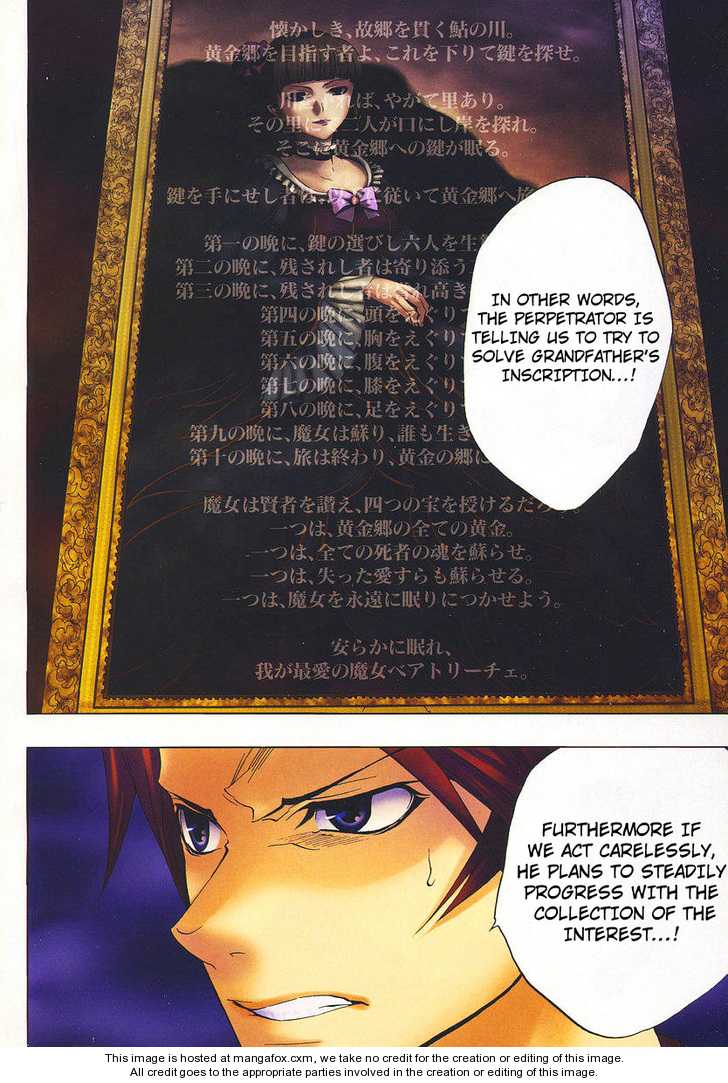 懐かしき、故郷を貫く鮎の川。
黄金郷を目指す者よ、これを下りて鍵を探せ。
川 れば、やがて里あり。
その里に 二人が口にし岸を探れ。
そこに黄金郷への鍵が眠る。
鍵を手にせし者は、 に従いて黄金郷へ旅
第一の晩に、鍵の選びし六人を生
第二の晩に、残されし者は寄り添う
第三の晩に、残されし者は 高き
第四の晩に、頭をえぐりて
第五の晩に、胸をえぐりて
第六の晩に、腹をえぐりて
第七の晩に、膝をえぐりて
第八の晩に、足をえぐりて
第九の晩に、魔女は蘇り、誰も生き
第十の晩に、旅は終わり、黄金の郷に
魔女は賢者を讃え、四つの宝を授けるだろう。
一つは、黄金郷の全ての黄金。
一つは、全ての死者の魂を蘇らせ。
一つは、失った愛すらも蘇らせる。
一つは、魔女を永遠に眠りにつかせよう。
安らかに眠れ、
我が最愛の魔女ベアトリーチェ。
IN OTHER WORDS,
THE PERPETRATOR IS
TELLING US TO TRY TO
SOLVE GRANDFATHER'S
INSCRIPTION...!
FURTHERMORE IF
WE ACT CARELESSLY,
HE PLANS TO STEADILY
PROGRESS WITH THE
COLLECTION OF THE
INTEREST...!
This image is hosted at mangafox.cxm, we take no credit for the creation or editing of this image.
All credit goes to the appropriate parties involved in the creation or editing of this image.